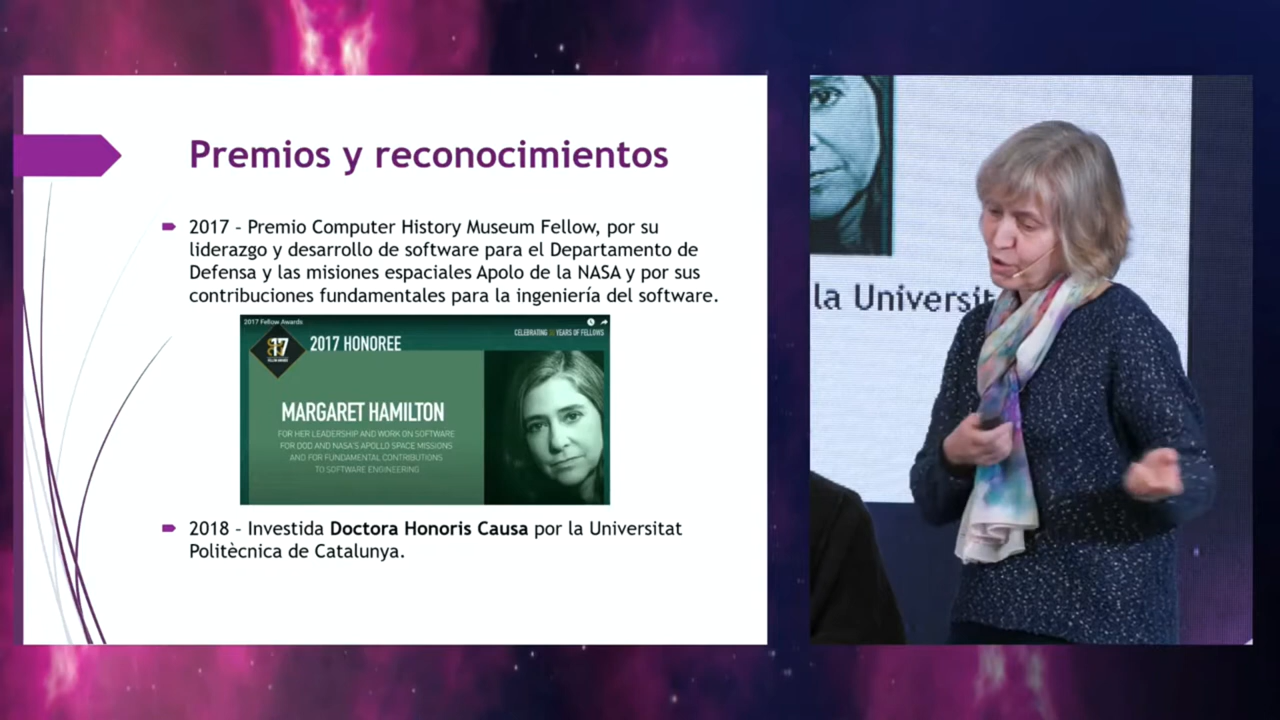 Premios y reconocimientos
2017 - Premio Computer History Museum Fellow, por su
liderazgo y desarrollo de software para el Departamento de
Defensa y las misiones espaciales Apolo de la NASA y por sus
contribuciones fundamentales para la ingeniería del software.
2017 Fellow Awards
CELEBRATING 30 YEARS OF FELLOWS
17
2017 HONOREE
MARGARET HAMILTON
FOR HER LEADERSHIP AND WORK ON SOFTWARE
FOR DOD AND NASA'S APOLLO SPACE MISSIONS
AND FOR FUNDAMENTAL CONTRIBUTIONS
TO SOFTWARE ENGINEERING
2018 - Investida Doctora Honoris Causa por la Universitat
Politècnica de Catalunya.
la Universit